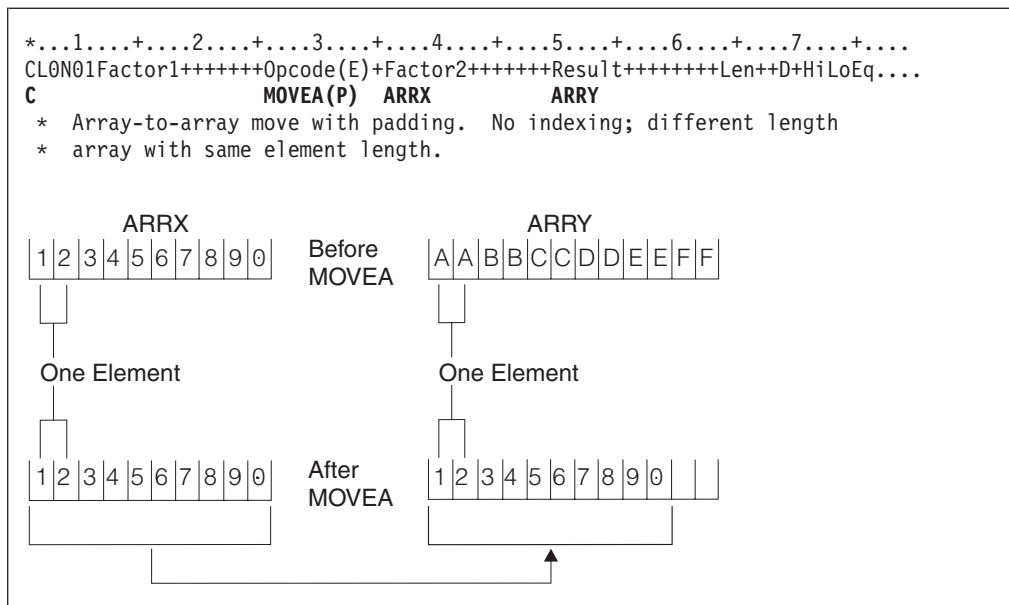 *...1....+....2....+....3....+....4....+....5....+....6....+....7....+....
CL0N01Factor1+++++++Opcode(E)+Factor2+++++++Result++++++++Len++D+HiLoEq....
C                   MOVEA(P)  ARRX          ARRY
 *  Array-to-array move with padding.  No indexing; different length
 *  array with same element length.
ARRX ARRY
1 2 3 4 5 6 7 8 9 0 Before MOVEA A A B B C C D D E E F F
One Element One Element
1 2 3 4 5 6 7 8 9 0 After MOVEA 1 2 3 4 5 6 7 8 9 0